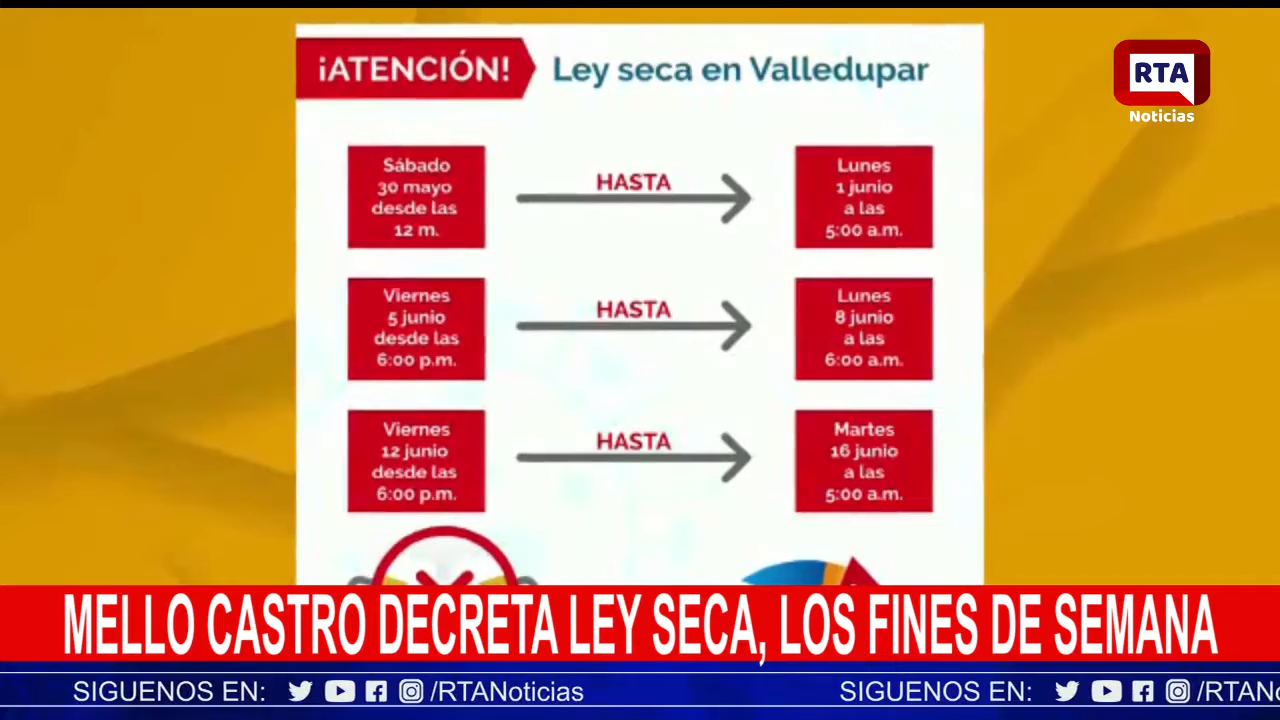 ¡ATENCIÓN! Ley seca en Valledupar
RTA
Noticias
Sábado
30 mayo
desde las
12 m.
HASTA
Lunes
1 junio
a las
5:00 a.m.
Viernes
5 junio
desde las
6:00 p.m.
HASTA
Lunes
8 junio
a las
6:00 a.m.
Viernes
12 junio
desde las
6:00 p.m.
HASTA
Martes
16 junio
a las
5:00 a.m.
MELLO CASTRO DECRETA LEY SECA, LOS FINES DE SEMANA
SIGUENOS EN: /RTANoticias SIGUENOS EN: /RTANo